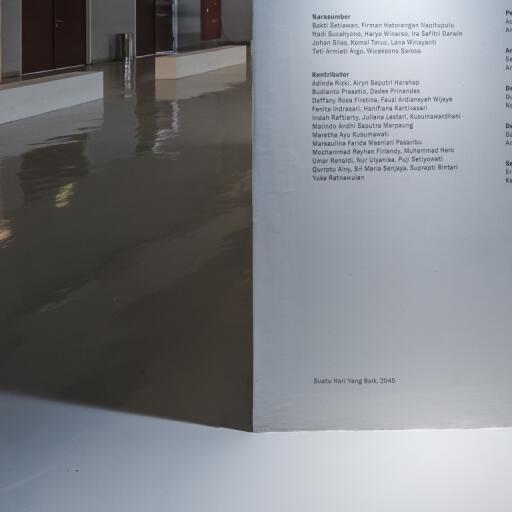 Narasumber
Bakti Setiawan, Firman Hatorangan Napitupulu
Hadi Sucahyono, Haryo Winarso, Ira Safitri Darwin
Johan Silas, Kemal Taruc, Lana Winayanti
Teti Armiati Argo, Wicaksono Sarosa
Kontributor
Adinda Rizki, Airyn Saputri Harahap
Budianto Prasetio, Dades Prinandes
Deffany Rosa Firstina, Fauzi Ardiansyah Wijaya
Fenita Indrasari, Hanifiana Kartikasari
Indah Raftiarty, Juliana Lestari, Kusumawardhani
Malindo Andhi Saputra Marpaung
Maretha Ayu Kusumawati
Marsaulina Farida Masniari Pasaribu
Mochammad Reyhan Firlandy, Muhammad Hero
Umar Renaldi, Nur Ulyanisa, Puji Setiyowati
Qurrotu Ainy, Sri Maria Senjaya, Suprapti Bintari
Yuke Ratnawulan
Suatu Hari Yang Baik, 2045